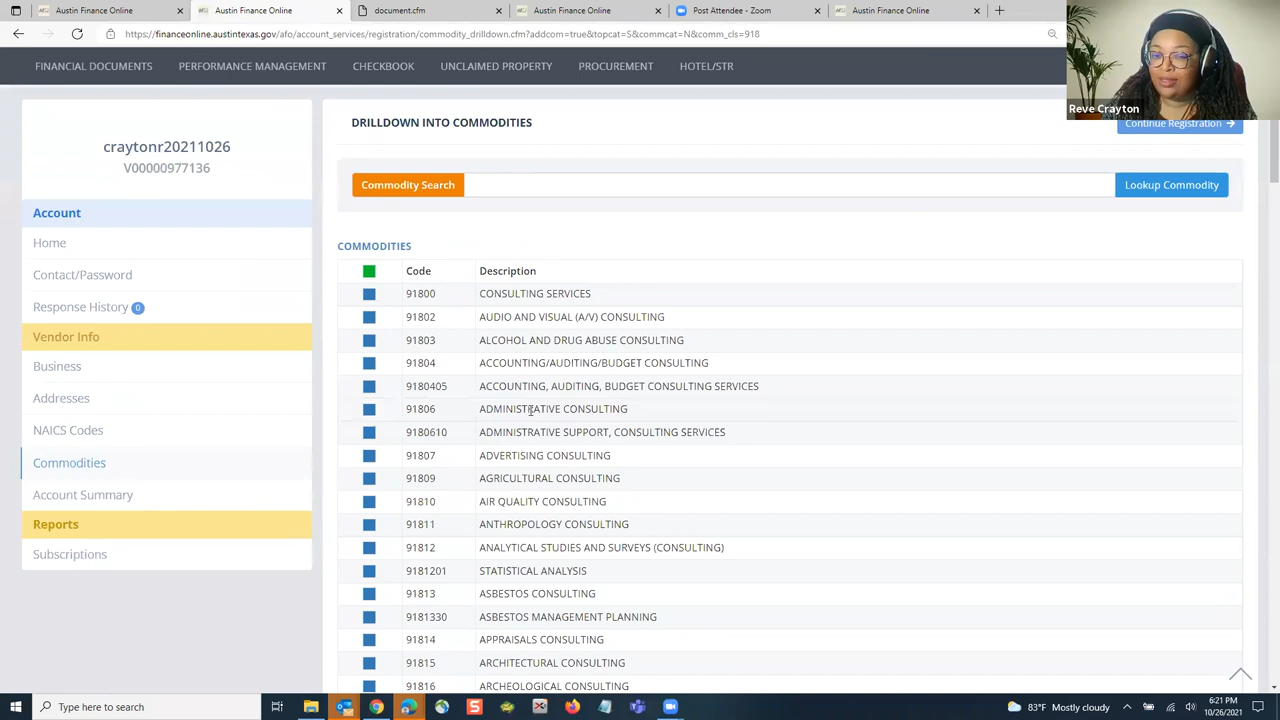 Austin Finance Online
Austin Finance Online
document.cfm
Austin Finance Online
Post Attendee - Zoom
Austin Finance Online
https://financeonline.austintexas.gov/afo/account_services/registration/commodity_drilldown.cfm?addcom=true&topcat=S&commcat=N&comm_cls=918
FINANCIAL DOCUMENTS PERFORMANCE MANAGEMENT CHECKBOOK UNCLAIMED PROPERTY PROCUREMENT HOTEL/STR
Reve Crayton
craytonr20211026
V00000977136
Account
Home
Contact/Password
Response History 0
Vendor Info
Business
Addresses
NAICS Codes
Commodities
Account Summary
Reports
Subscriptions
DRILLDOWN INTO COMMODITIES
Continue Registration
Commodity Search
Lookup Commodity
COMMODITIES
Code Description
91800 CONSULTING SERVICES
91802 AUDIO AND VISUAL (A/V) CONSULTING
91803 ALCOHOL AND DRUG ABUSE CONSULTING
91804 ACCOUNTING/AUDITING/BUDGET CONSULTING
9180405 ACCOUNTING, AUDITING, BUDGET CONSULTING SERVICES
91806 ADMINISTRATIVE CONSULTING
9180610 ADMINISTRATIVE SUPPORT, CONSULTING SERVICES
91807 ADVERTISING CONSULTING
91809 AGRICULTURAL CONSULTING
91810 AIR QUALITY CONSULTING
91811 ANTHROPOLOGY CONSULTING
91812 ANALYTICAL STUDIES AND SURVEYS (CONSULTING)
9181201 STATISTICAL ANALYSIS
91813 ASBESTOS CONSULTING
9181330 ASBESTOS MANAGEMENT PLANNING
91814 APPRAISALS CONSULTING
91815 ARCHITECTURAL CONSULTING
91816 ARCHEOLOGICAL CONSULTING
Type here to search
83°F Mostly cloudy
6:21 PM
10/26/2021